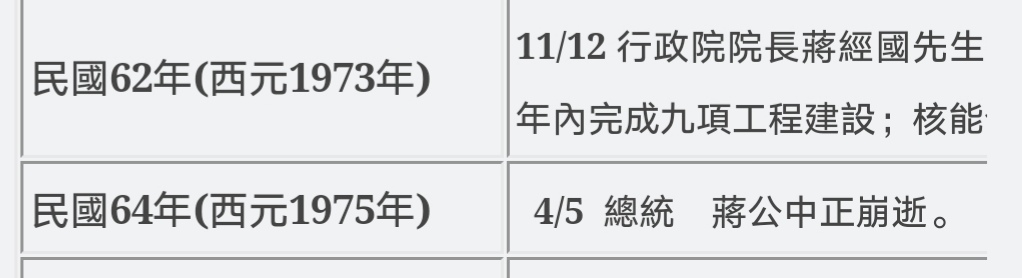 民國62年(西元1973年)
11/12 行政院院長蔣經國先生
年內完成九項工程建設；核能
民國64年(西元1975年)
4/5 總統　蔣公中正崩逝。